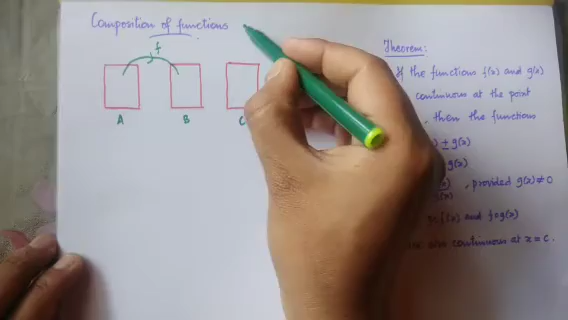 Composition of functions
f
A B C
Theorem:
If the functions f(x) and g(x)
continuous at the point
, then the functions
± g(x)
g(x)
g(x) , provided g(x)≠0
f(x) and fog(x)
are continuous at x = c.